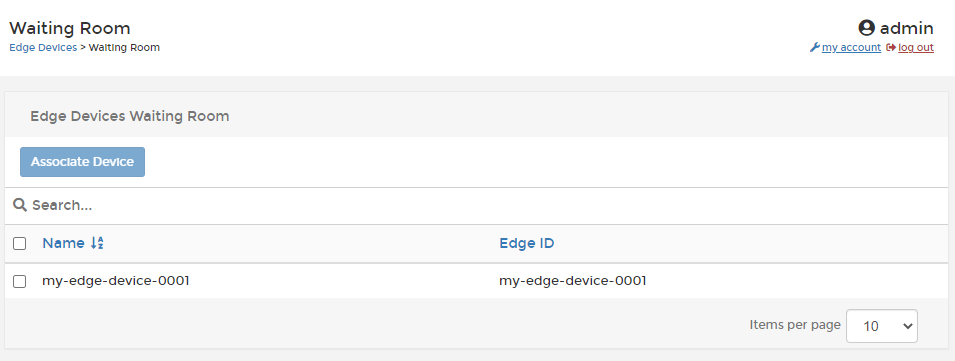 Waiting Room
admin
Edge Devices > Waiting Room
my account log out
Edge Devices Waiting Room
Associate Device
Search...
Name Edge ID
my-edge-device-0001 my-edge-device-0001
Items per page 10